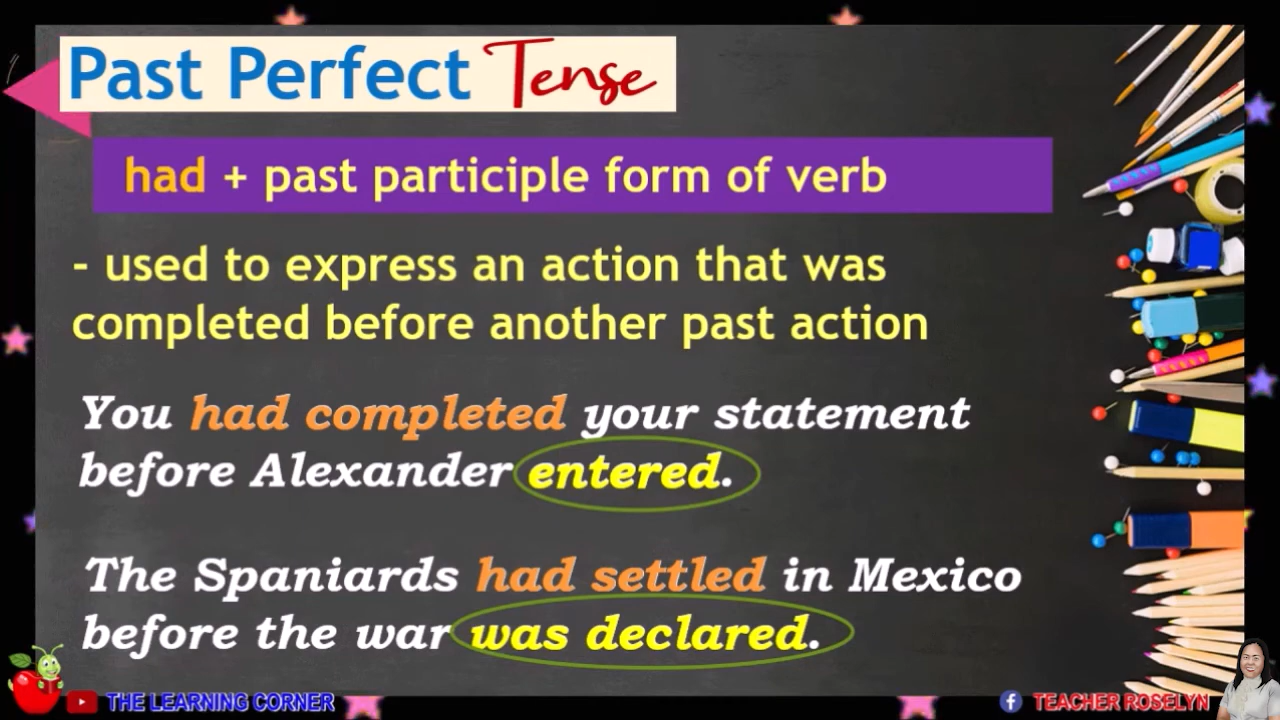 Past Perfect Tense
had + past participle form of verb
- used to express an action that was
completed before another past action
You had completed your statement
before Alexander entered.
The Spaniards had settled in Mexico
before the war was declared.
THE LEARNING CORNER
TEACHER ROSELYN